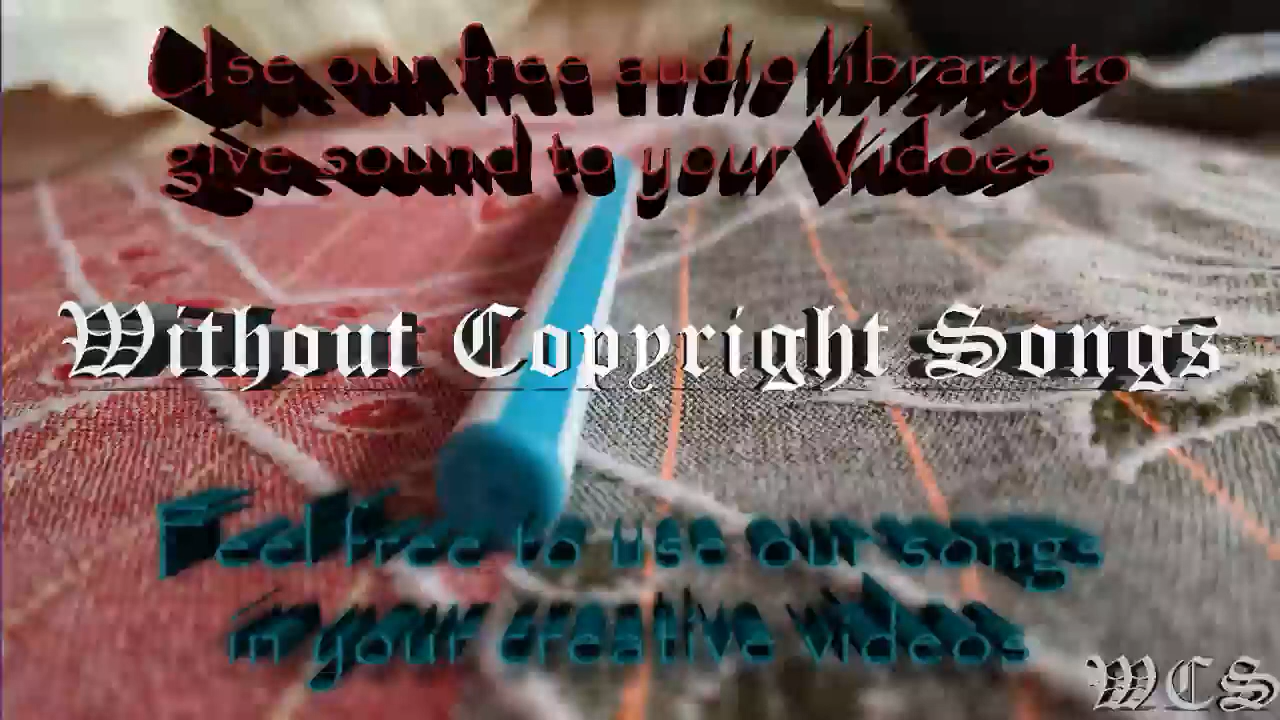 Use our free audio library to
give sound to your Vidoes
Without Copyright Songs
Feel free to use our songs
in your creative videos
WCS